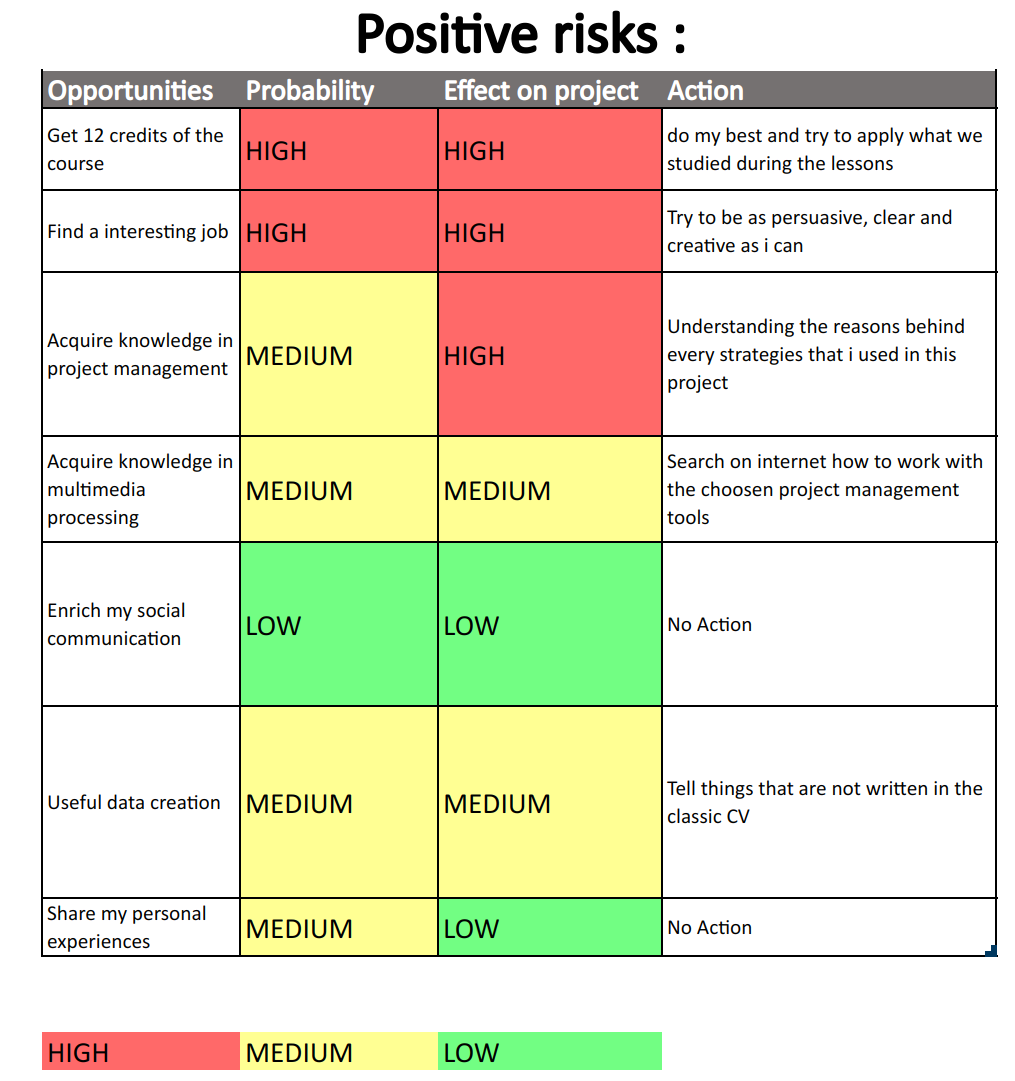 Positive risks :
Opportunities Probability Effect on project Action
Get 12 credits of the
course
HIGH
HIGH
do my best and try to apply what we
studied during the lessons
Find a interesting job
HIGH
HIGH
Try to be as persuasive, clear and
creative as i can
Acquire knowledge in
project management
MEDIUM
HIGH
Understanding the reasons behind
every strategies that i used in this
project
Acquire knowledge in
multimedia
processing
MEDIUM
MEDIUM
Search on internet how to work with
the choosen project management
tools
Enrich my social
communication
LOW
LOW
No Action
Useful data creation
MEDIUM
MEDIUM
Tell things that are not written in the
classic CV
Share my personal
experiences
MEDIUM
LOW
No Action
HIGH MEDIUM LOW